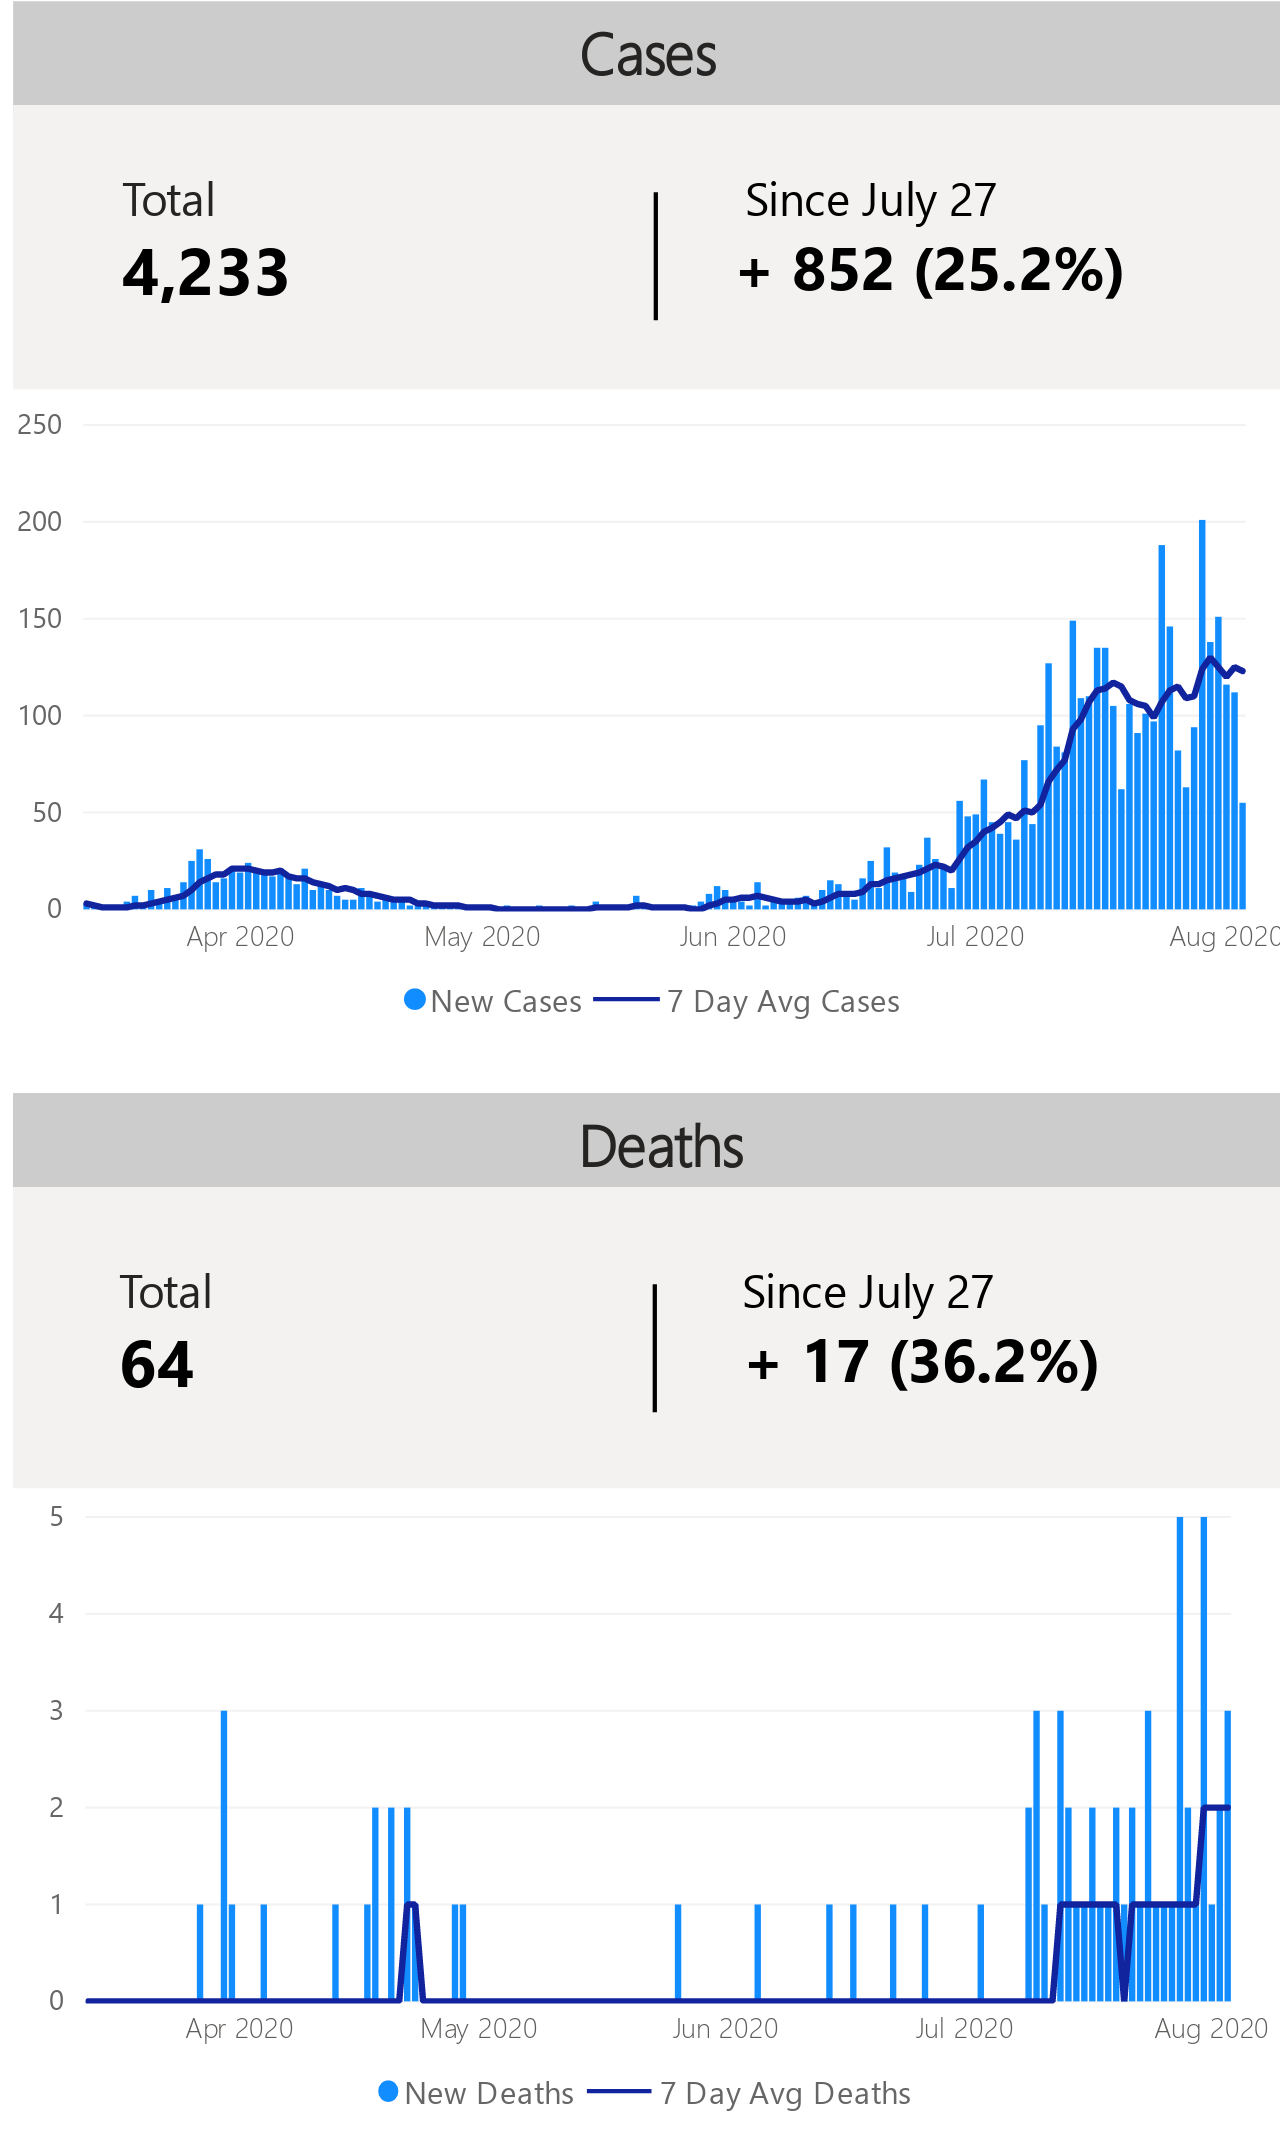 Cases
Total
Since July 27
4,233
+ 852 (25.2%)
250
200
150
100
50
0
Apr 2020
May 2020
Jun 2020
Jul 2020
Aug 2020
New Cases
7 Day Avg Cases
Deaths
Total
Since July 27
64
+ 17 (36.2%)
5
4
3
2
1
0
Apr 2020
May 2020
Jun 2020
Jul 2020
Aug 2020
New Deaths
7 Day Avg Deaths